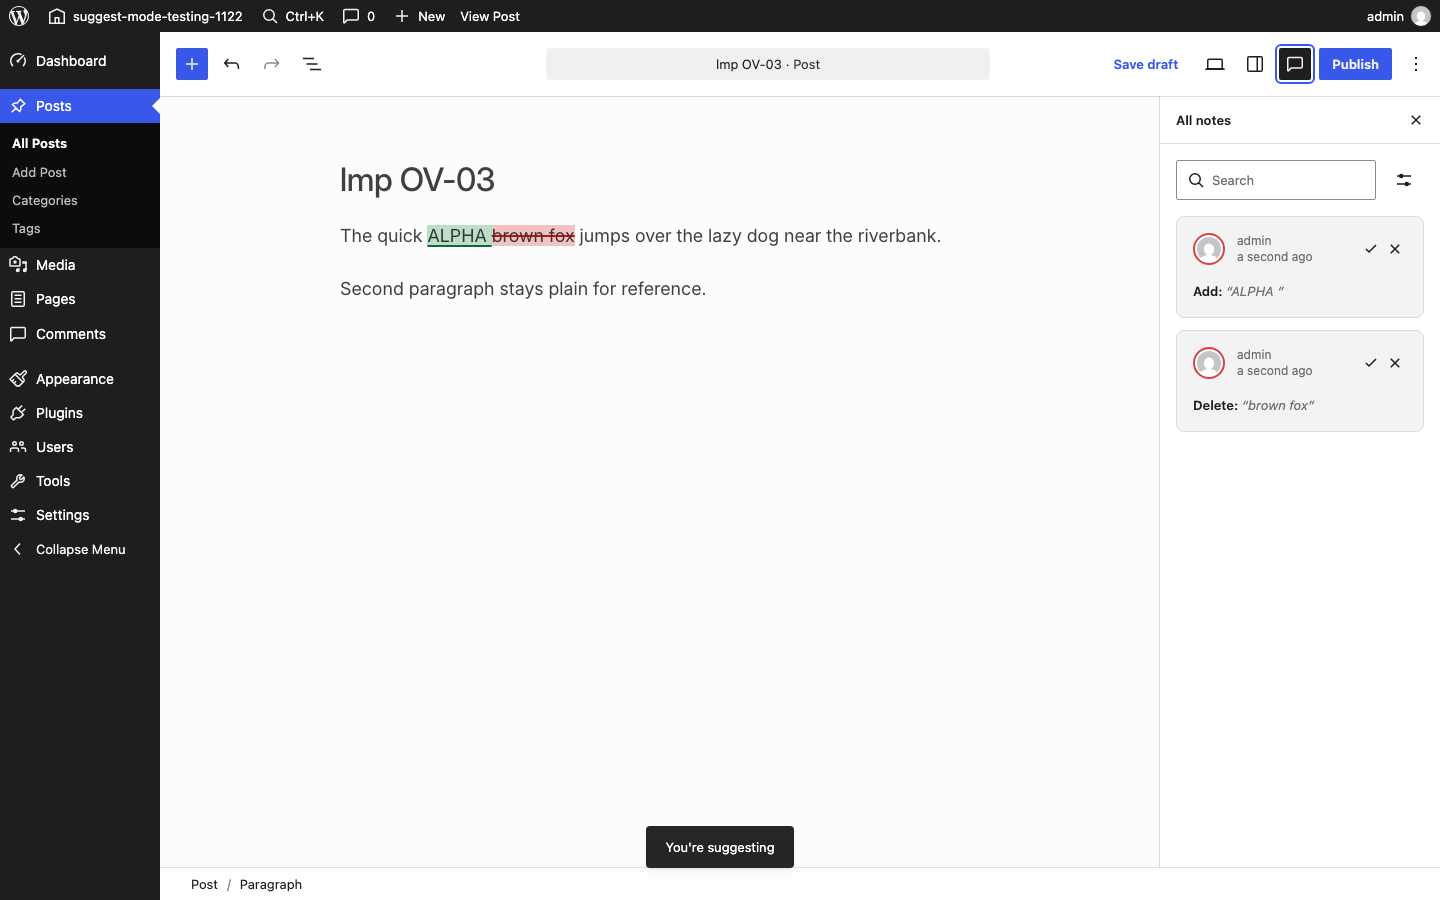 suggest-mode-testing-1122 Ctrl+K 0 New View Post admin
Dashboard
Posts
All Posts
Add Post
Categories
Tags
Media
Pages
Comments
Appearance
Plugins
Users
Tools
Settings
Collapse Menu
Imp OV-03 · Post
Save draft
Publish
Imp OV-03
The quick ALPHA brown fox jumps over the lazy dog near the riverbank.
Second paragraph stays plain for reference.
All notes
Search
admin
a second ago
Add: “ALPHA ”
admin
a second ago
Delete: “brown fox”
You're suggesting
Post / Paragraph